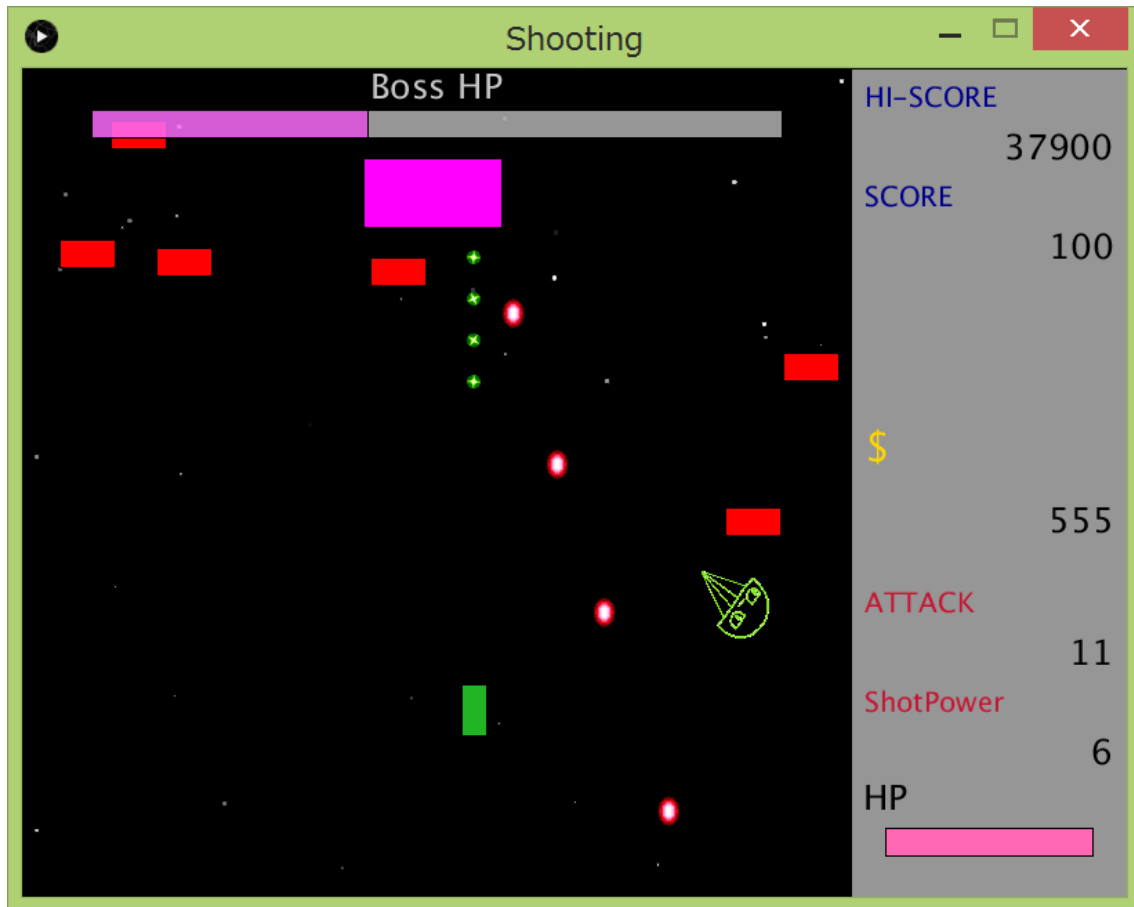 Shooting
Boss HP
HI-SCORE
37900
SCORE
100
$
555
ATTACK
11
ShotPower
6
HP